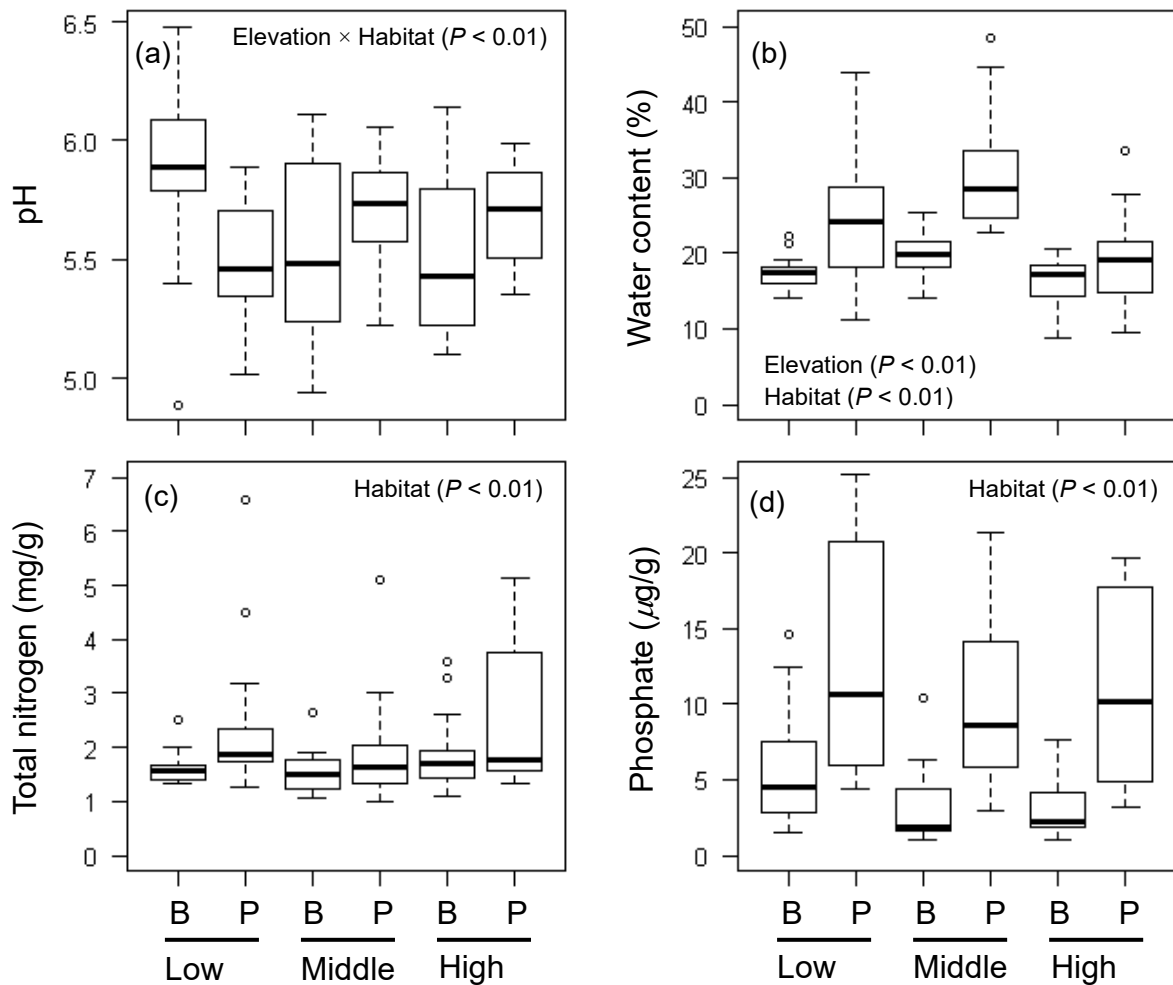 (a)
Elevation × Habitat (P < 0.01)
pH
6.5
6.0
5.5
5.0
(b)
Water content (%)
50
40
30
20
10
0
Elevation (P < 0.01)
Habitat (P < 0.01)
(c)
Habitat (P < 0.01)
Total nitrogen (mg/g)
7
6
5
4
3
2
1
0
B P B P B P
Low Middle High
(d)
Habitat (P < 0.01)
Phosphate (µg/g)
25
20
15
10
5
0
B P B P B P
Low Middle High